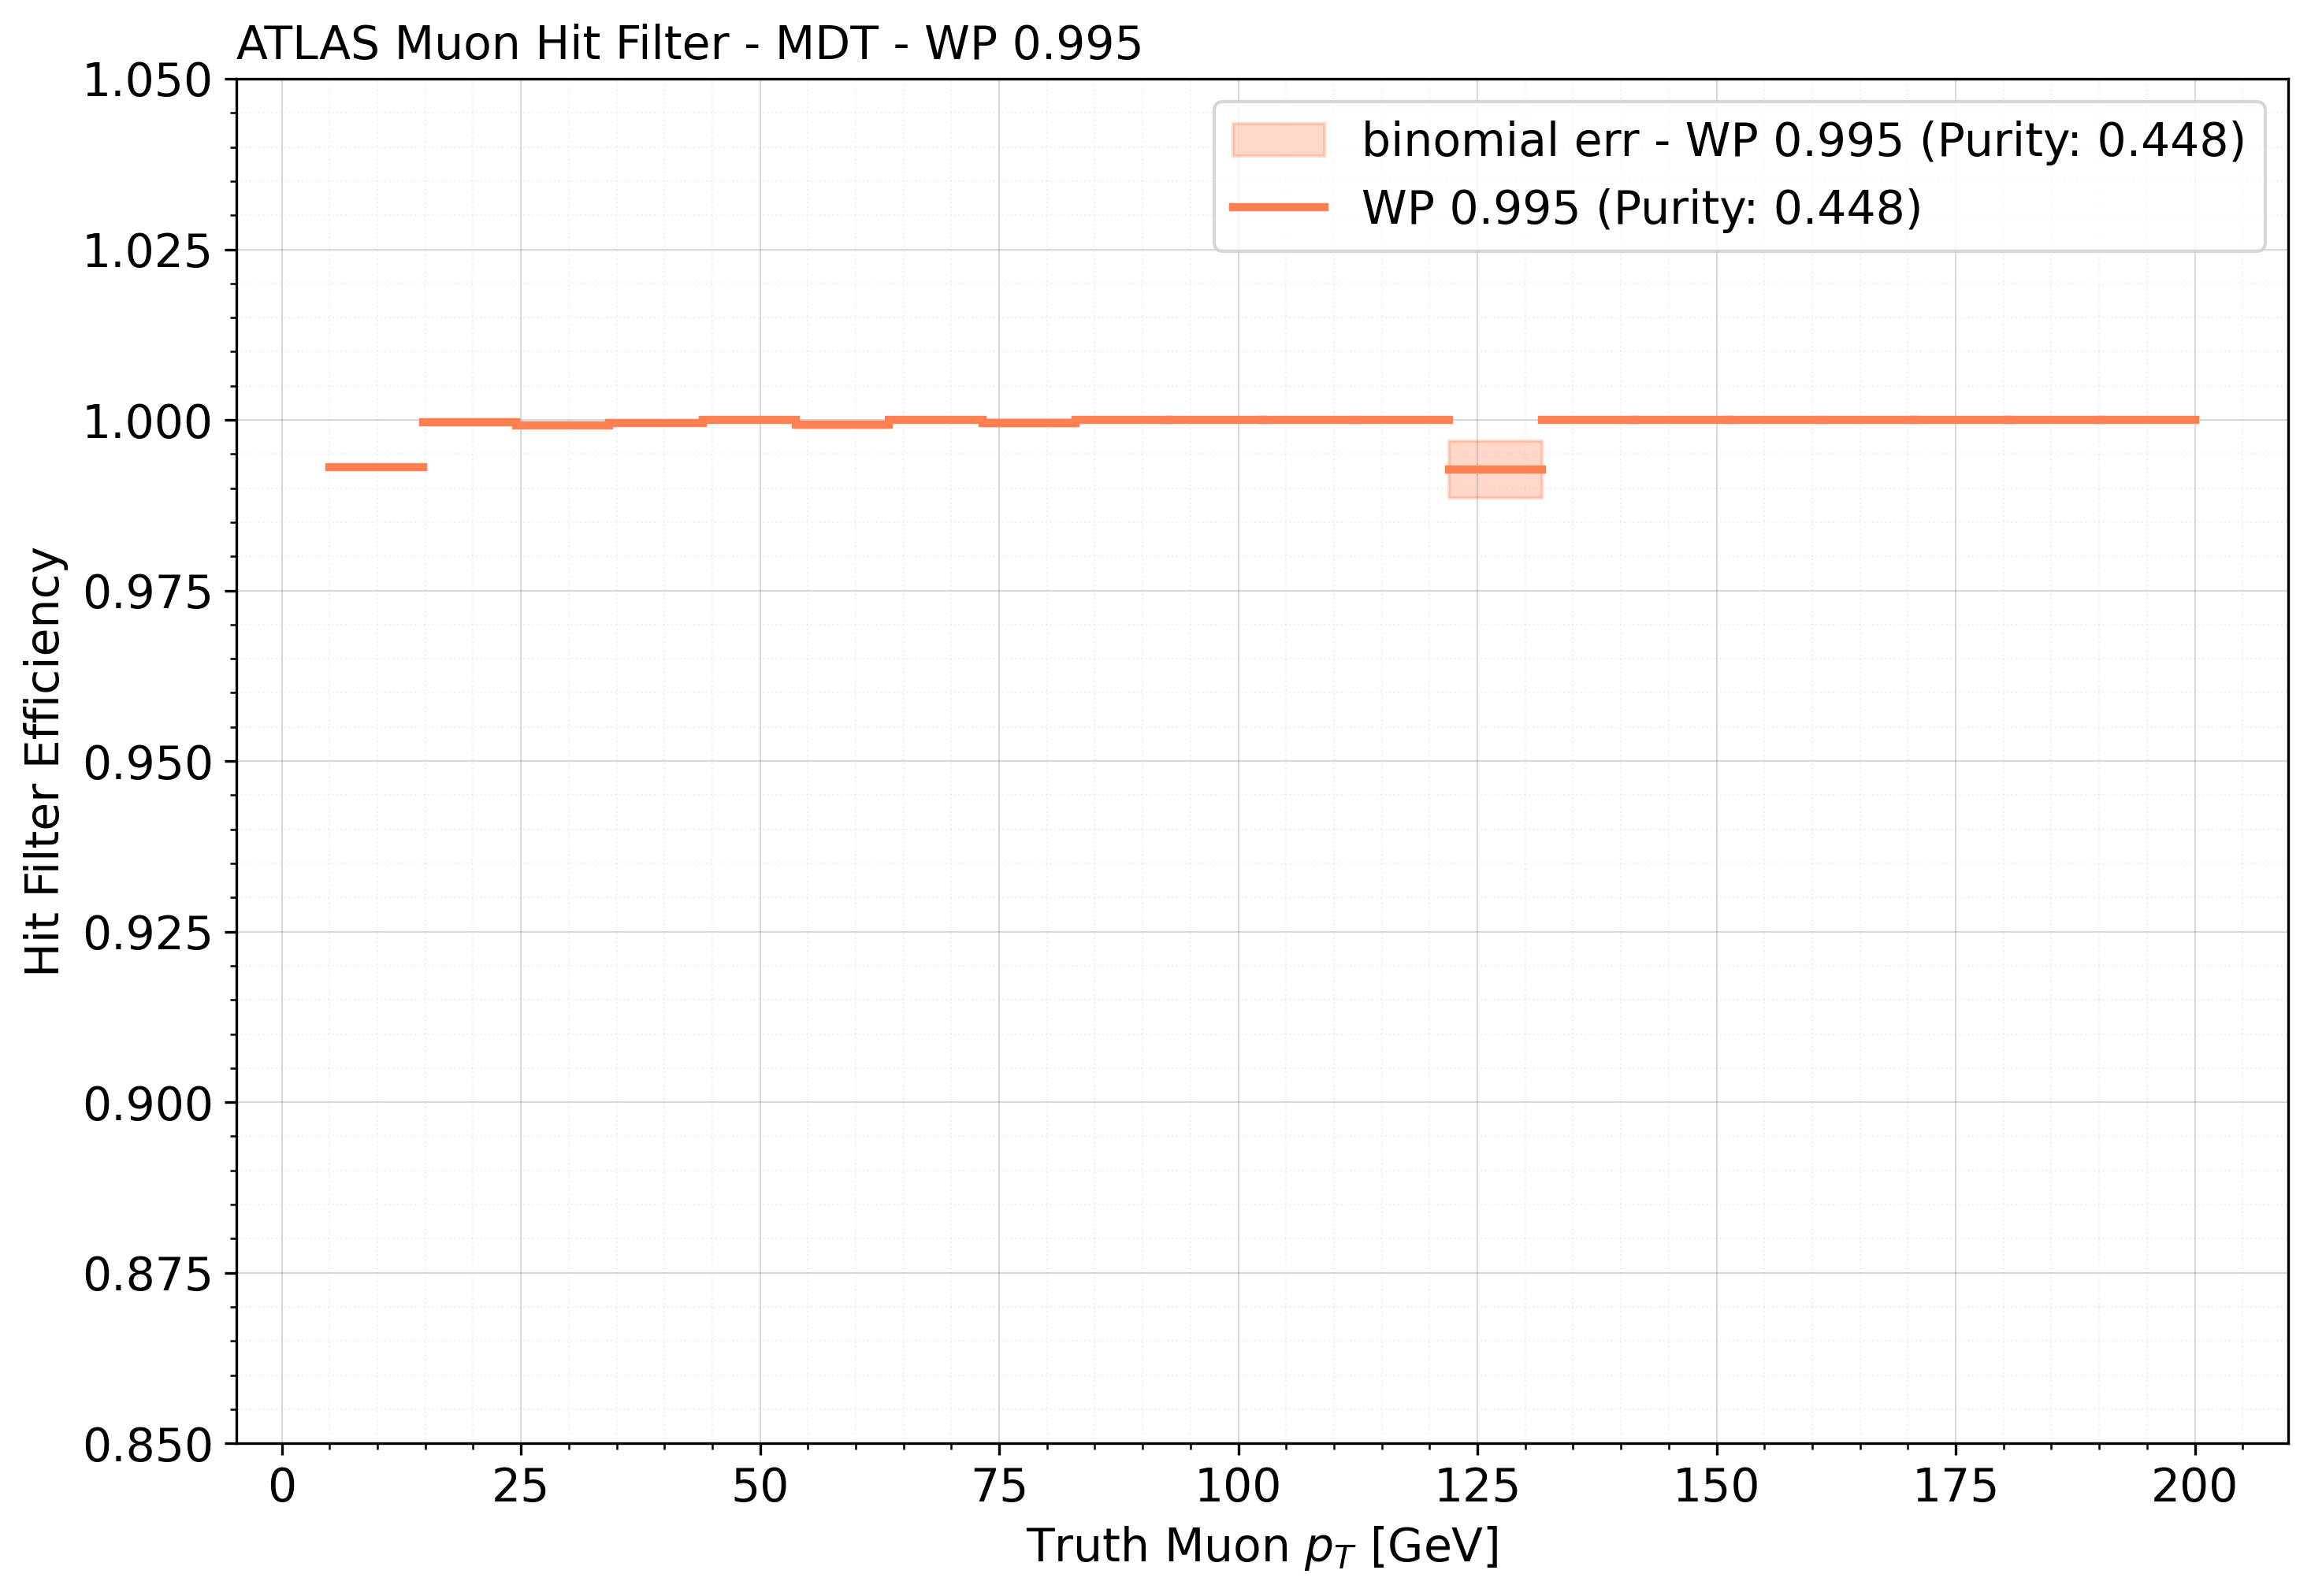 ATLAS Muon Hit Filter - MDT - WP 0.995
binomial err - WP 0.995 (Purity: 0.448)
WP 0.995 (Purity: 0.448)
Hit Filter Efficiency
1.050
1.025
1.000
0.975
0.950
0.925
0.900
0.875
0.850
0 25 50 75 100 125 150 175 200
Truth Muon p_T [GeV]